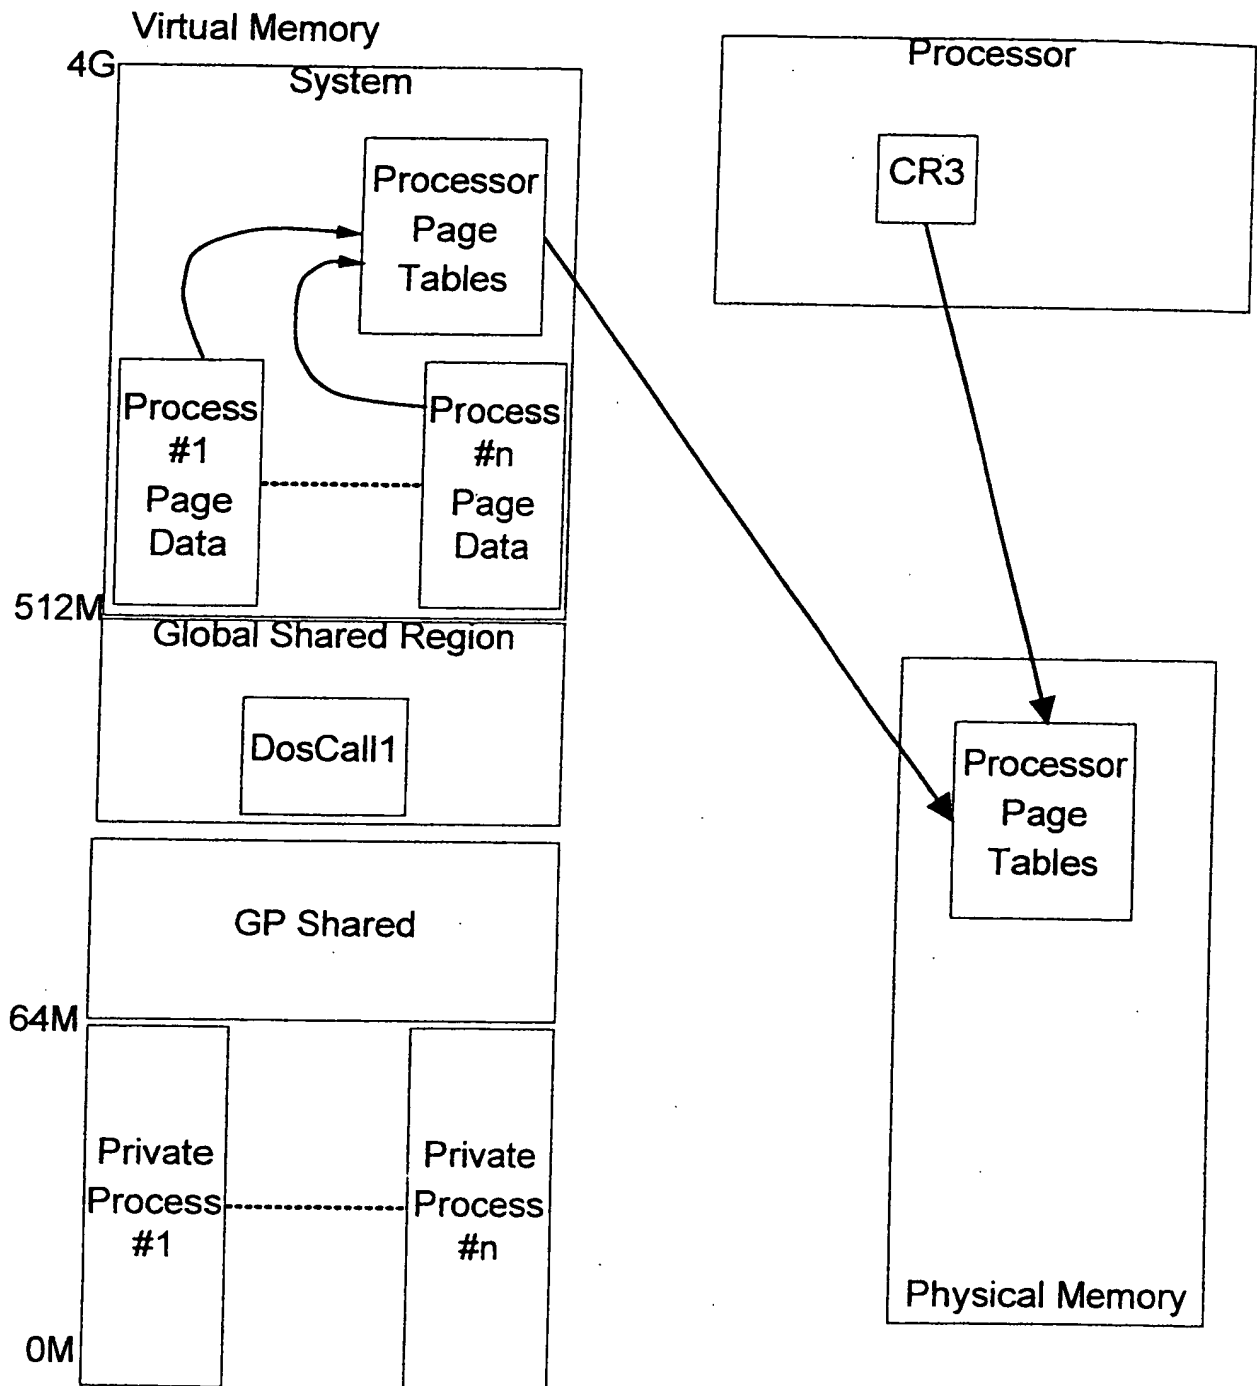 Virtual Memory
4G
System
Processor
Page
Tables
Process
#1
Page
Data
Process
#n
Page
Data
512M
Global Shared Region
DosCall1
GP Shared
64M
Private
Process
#1
Private
Process
#n
0M
Processor
CR3
Processor
Page
Tables
Physical Memory